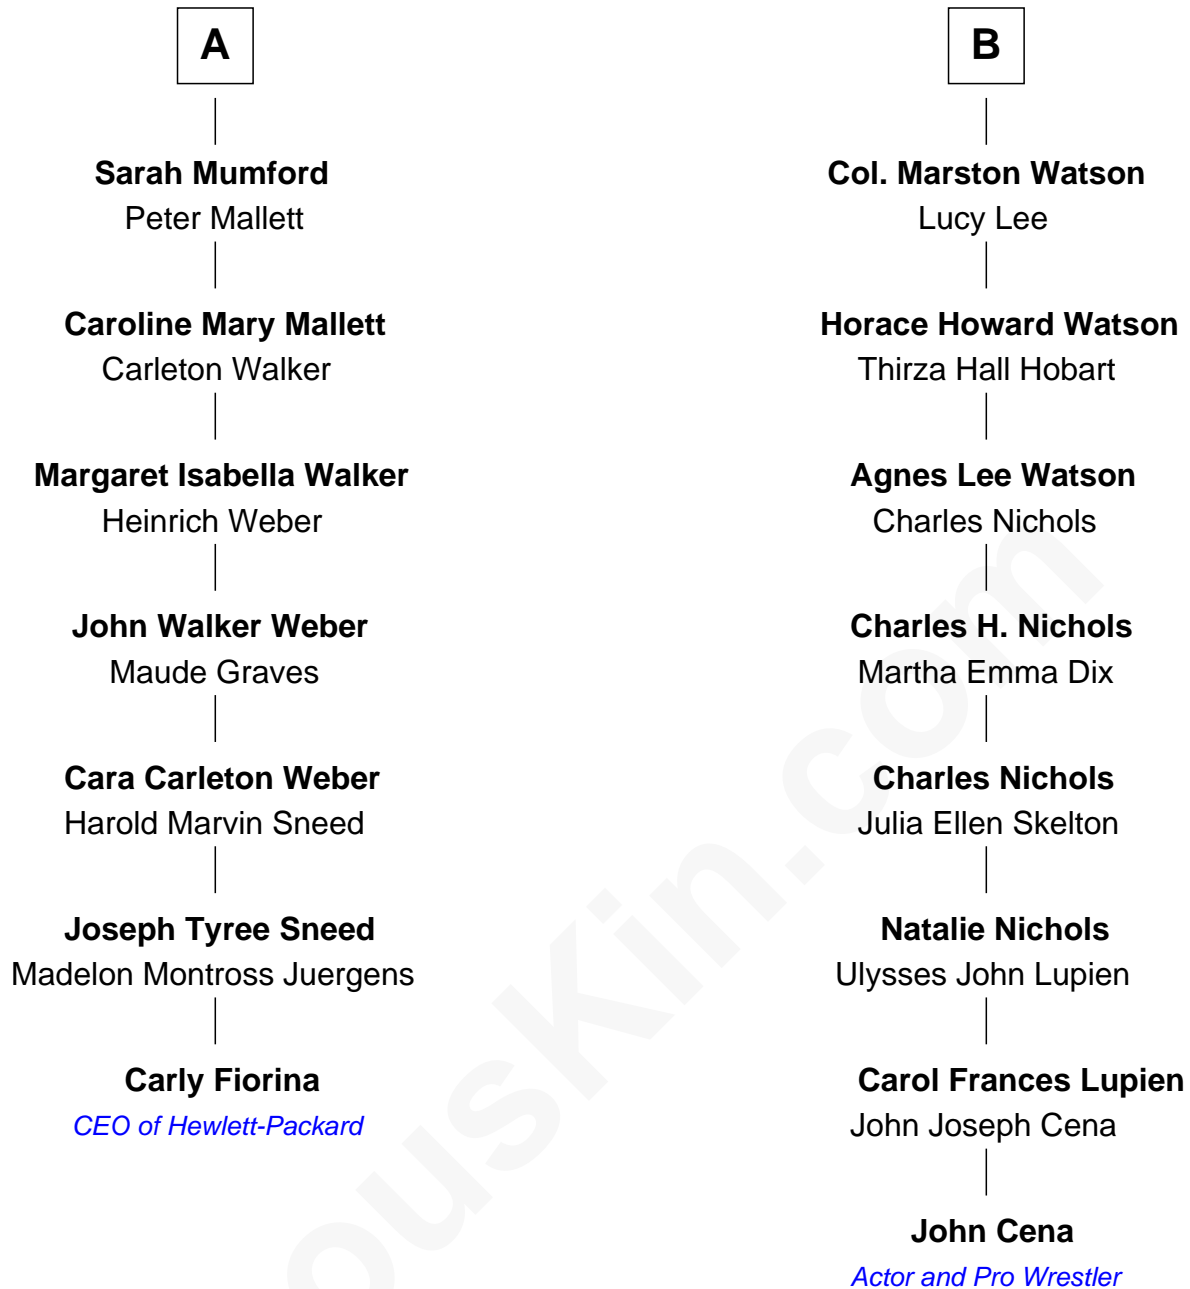 A
Sarah Mumford
Peter Mallett
Caroline Mary Mallett
Carleton Walker
Margaret Isabella Walker
Heinrich Weber
John Walker Weber
Maude Graves
Cara Carleton Weber
Harold Marvin Sneed
Joseph Tyree Sneed
Madelon Montross Juergens
Carly Fiorina
CEO of Hewlett-Packard
B
Col. Marston Watson
Lucy Lee
Horace Howard Watson
Thirza Hall Hobart
Agnes Lee Watson
Charles Nichols
Charles H. Nichols
Martha Emma Dix
Charles Nichols
Julia Ellen Skelton
Natalie Nichols
Ulysses John Lupien
Carol Frances Lupien
John Joseph Cena
John Cena
Actor and Pro Wrestler
ousKin.com